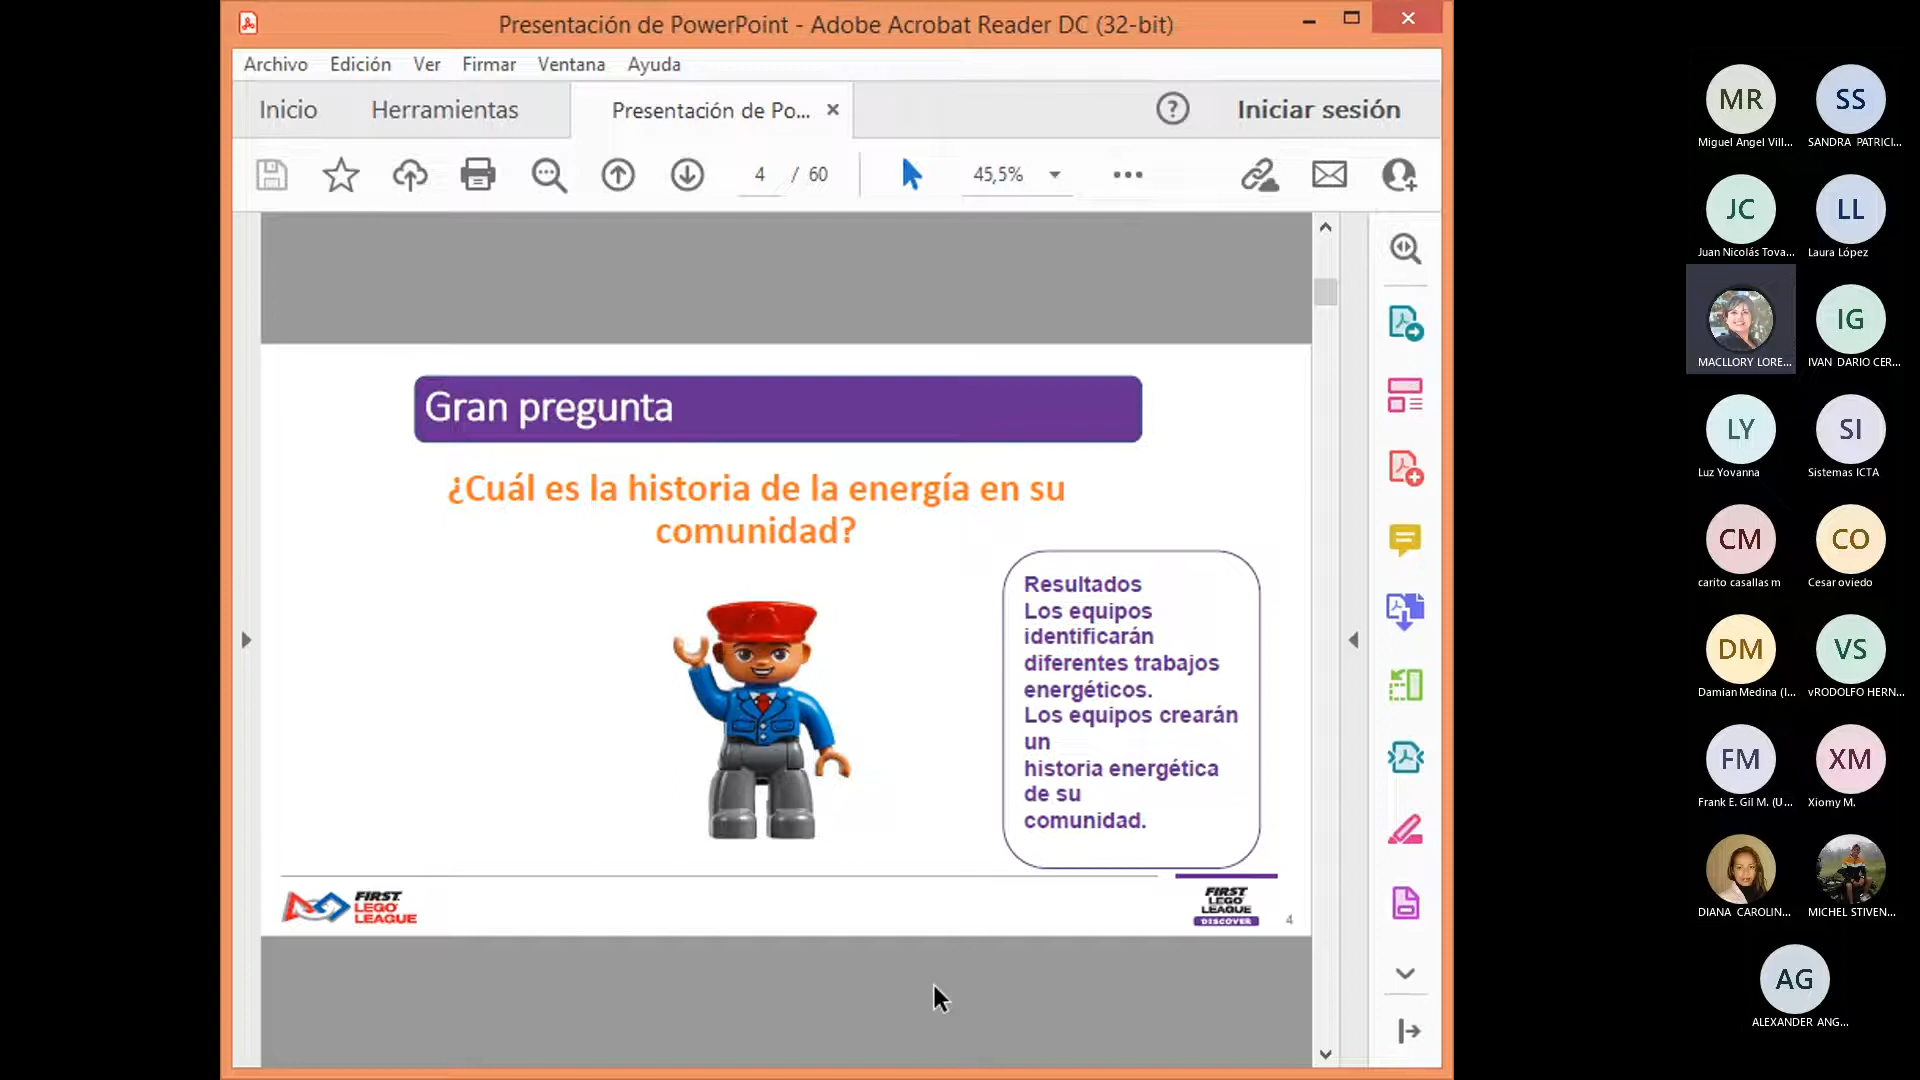 Presentación de PowerPoint - Adobe Acrobat Reader DC (32-bit)
Archivo Edición Ver Firmar Ventana Ayuda
Inicio Herramientas Presentación de Po... Iniciar sesión
4 / 60 45,5%
Gran pregunta
¿Cuál es la historia de la energía en su
comunidad?
Resultados
Los equipos
identificarán
diferentes trabajos
energéticos.
Los equipos crearán
un
historia energética
de su
comunidad.
FIRST
LEGO
LEAGUE
FIRST
LEGO
LEAGUE
DISCOVER
4
MR SS
Miguel Angel Vill... SANDRA PATRICI...
JC LL
Juan Nicolás Tova... Laura López
IG
MACLLORY LORE... IVAN DARIO CER...
LY SI
Luz Yovanna Sistemas ICTA
CM CO
carito casallas m Cesar oviedo
DM VS
Damian Medina (I... vRODOLFO HERN...
FM XM
Frank E. Gil M. (U... Xiomy M.
DIANA CAROLIN... MICHEL STIVEN...
AG
ALEXANDER ANG...